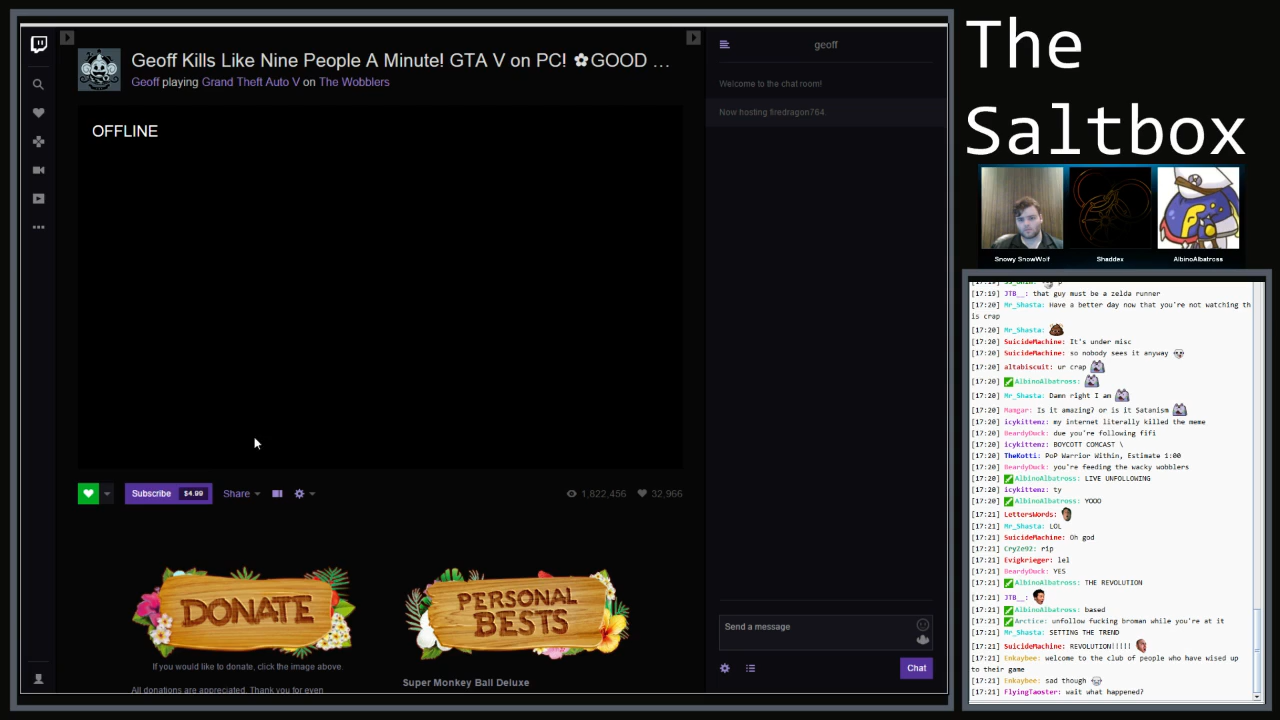 Geoff Kills Like Nine People A Minute! GTA V on PC! ✿GOOD ...
Geoff playing Grand Theft Auto V on The Wobblers
OFFLINE
Subscribe $4.99
Share
1,822,456
32,966
DONATE
If you would like to donate, click the image above.
All donations are appreciated. Thank you for even
PERSONAL
BESTS
Super Monkey Ball Deluxe
geoff
Welcome to the chat room!
Now hosting firedragon764.
Send a message
Chat
The
Saltbox
Snowy SnowWolf
Shaddex
AlbinoAlbatross
[17:19] JTB__: that guy must be a zelda runner
[17:20] Mr_Shasta: Have a better day now that you're not watching th
is crap
[17:20] Mr_Shasta:
[17:20] SuicideMachine: It's under misc
[17:20] SuicideMachine: so nobody sees it anyway
[17:20] altabiscuit: ur crap
[17:20] AlbinoAlbatross:
[17:20] Mr_Shasta: Damn right I am
[17:20] Mamgar: Is it amazing? or is it Satanism
[17:20] icykittenz: my internet literally killed the meme
[17:20] BeardyDuck: due you're following fifi
[17:20] icykittenz: BOYCOTT COMCAST \
[17:20] TheKotti: PoP Warrior Within, Estimate 1:00
[17:20] BeardyDuck: you're feeding the wacky wobblers
[17:20] AlbinoAlbatross: LIVE UNFOLLOWING
[17:20] icykittenz: ty
[17:20] AlbinoAlbatross: YOOO
[17:21] LettersWords:
[17:21] Mr_Shasta: LOL
[17:21] SuicideMachine: Oh god
[17:21] CryZe92: rip
[17:21] Evigkrieger: lel
[17:21] BeardyDuck: YES
[17:21] AlbinoAlbatross: THE REVOLUTION
[17:21] JTB__:
[17:21] AlbinoAlbatross: based
[17:21] Arctice: unfollow fucking broman while you're at it
[17:21] Mr_Shasta: SETTING THE TREND
[17:21] SuicideMachine: REVOLUTION!!!!!
[17:21] Enkaybee: welcome to the club of people who have wised up
to their game
[17:21] Enkaybee: sad though
[17:21] FlyingTaoster: wait what happened?